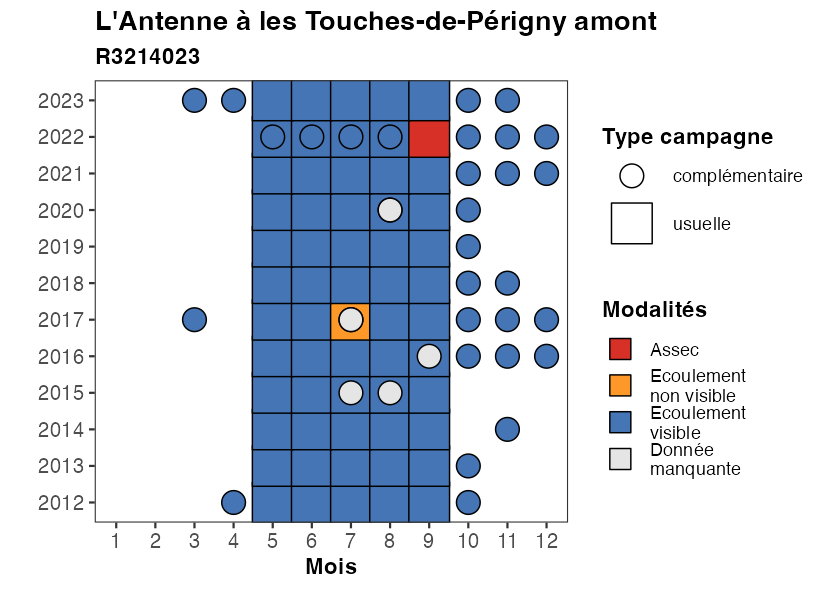 L'Antenne à les Touches-de-Périgny amont
R3214023
2023
2022
2021
2020
2019
2018
2017
2016
2015
2014
2013
2012
1 2 3 4 5 6 7 8 9 10 11 12
Mois
Type campagne
complémentaire
usuelle
Modalités
Assec
Ecoulement
non visible
Ecoulement
visible
Donnée
manquante